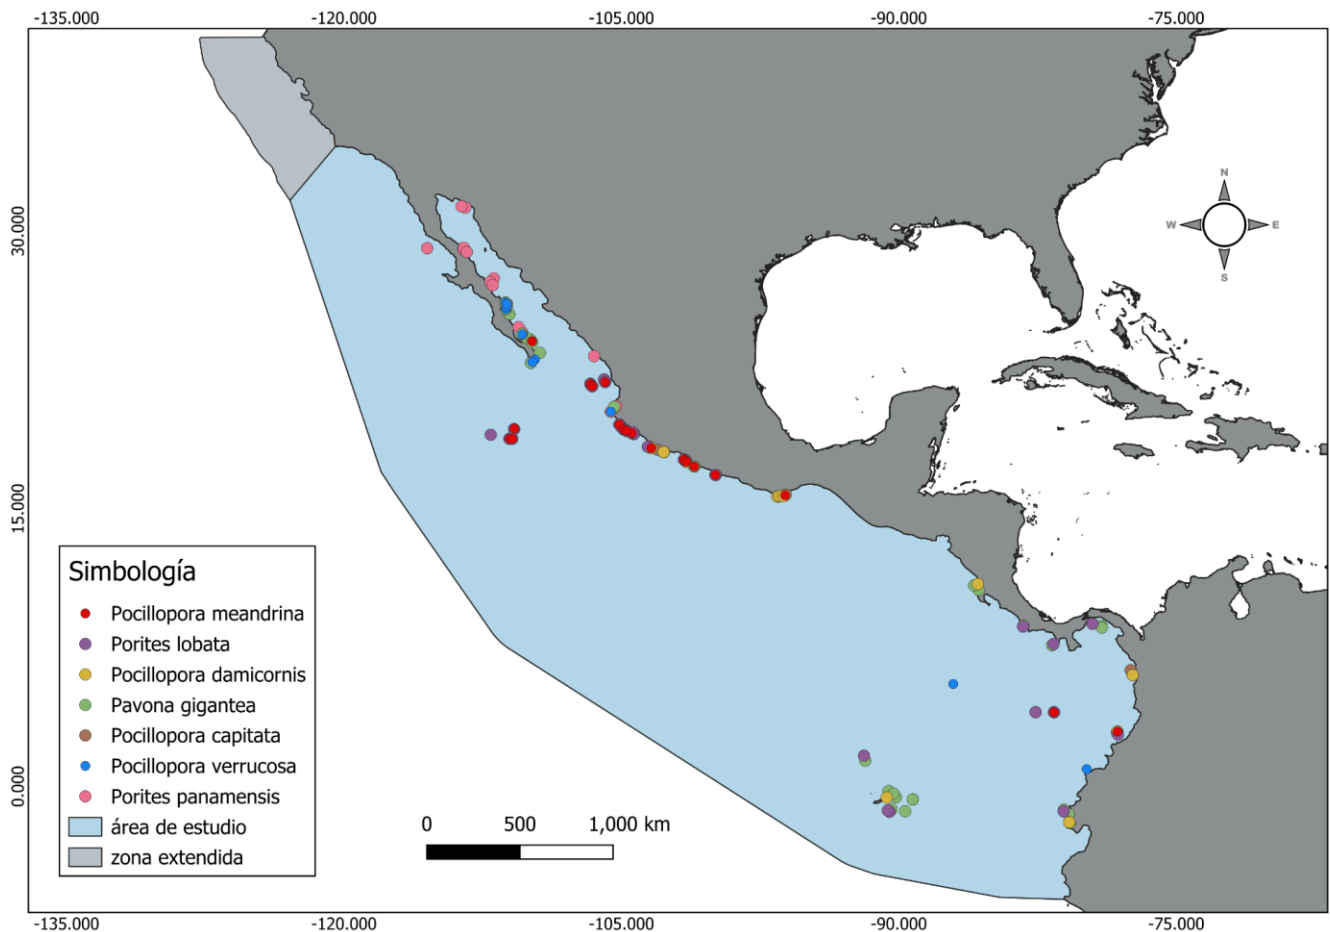 -135.000 -120.000 -105.000 -90.000 -75.000
30.000
15.000
0.000
N
W E
S
Simbología
Pocillopora meandrina
Porites lobata
Pocillopora damicornis
Pavona gigantea
Pocillopora capitata
Pocillopora verrucosa
Porites panamensis
área de estudio
zona extendida
0 500 1,000 km
-135.000 -120.000 -105.000 -90.000 -75.000